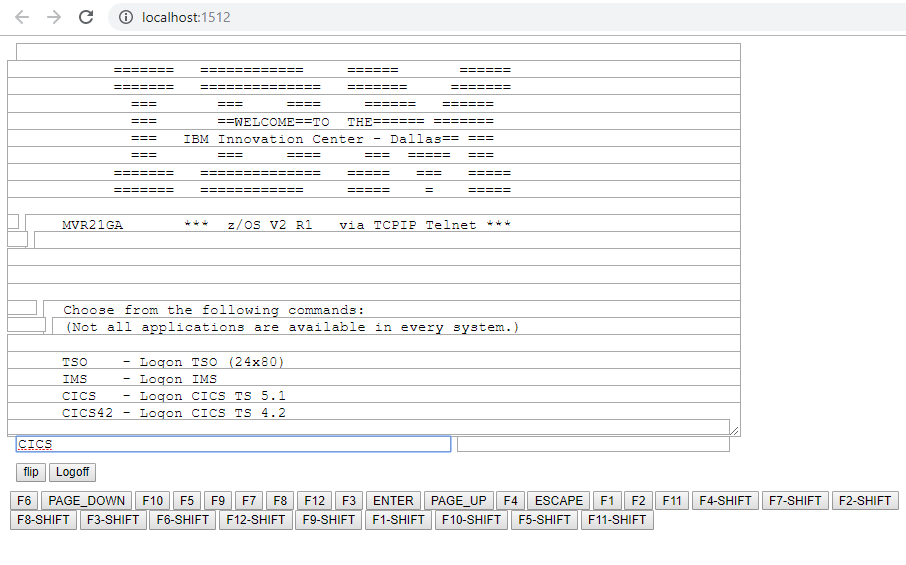 localhost:1512
======= ============ ====== ======
======= ============== ======= =======
=== === ==== ====== ======
=== ==WELCOME==TO THE====== =======
=== IBM Innovation Center - Dallas== ===
=== === ==== === ===== ===
======= ============== ===== === =====
======= ============ ===== = =====
MVR21GA *** z/OS V2 R1 via TCPIP Telnet ***
Choose from the following commands:
(Not all applications are available in every system.)
TSO - Logon TSO (24x80)
IMS - Logon IMS
CICS - Logon CICS TS 5.1
CICS42 - Logon CICS TS 4.2
CICS
flip Logoff
F6 PAGE_DOWN F10 F5 F9 F7 F8 F12 F3 ENTER PAGE_UP F4 ESCAPE F1 F2 F11 F4-SHIFT F7-SHIFT F2-SHIFT
F8-SHIFT F3-SHIFT F6-SHIFT F12-SHIFT F9-SHIFT F1-SHIFT F10-SHIFT F5-SHIFT F11-SHIFT